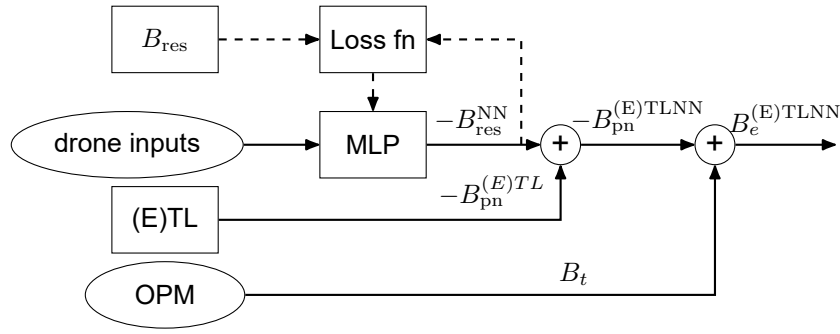 B_res
Loss fn
drone inputs
MLP
−B_res^NN
+
−B_pn^(E)TLNN
+
B_e^(E)TLNN
(E)TL
−B_pn^(E)TL
OPM
B_t